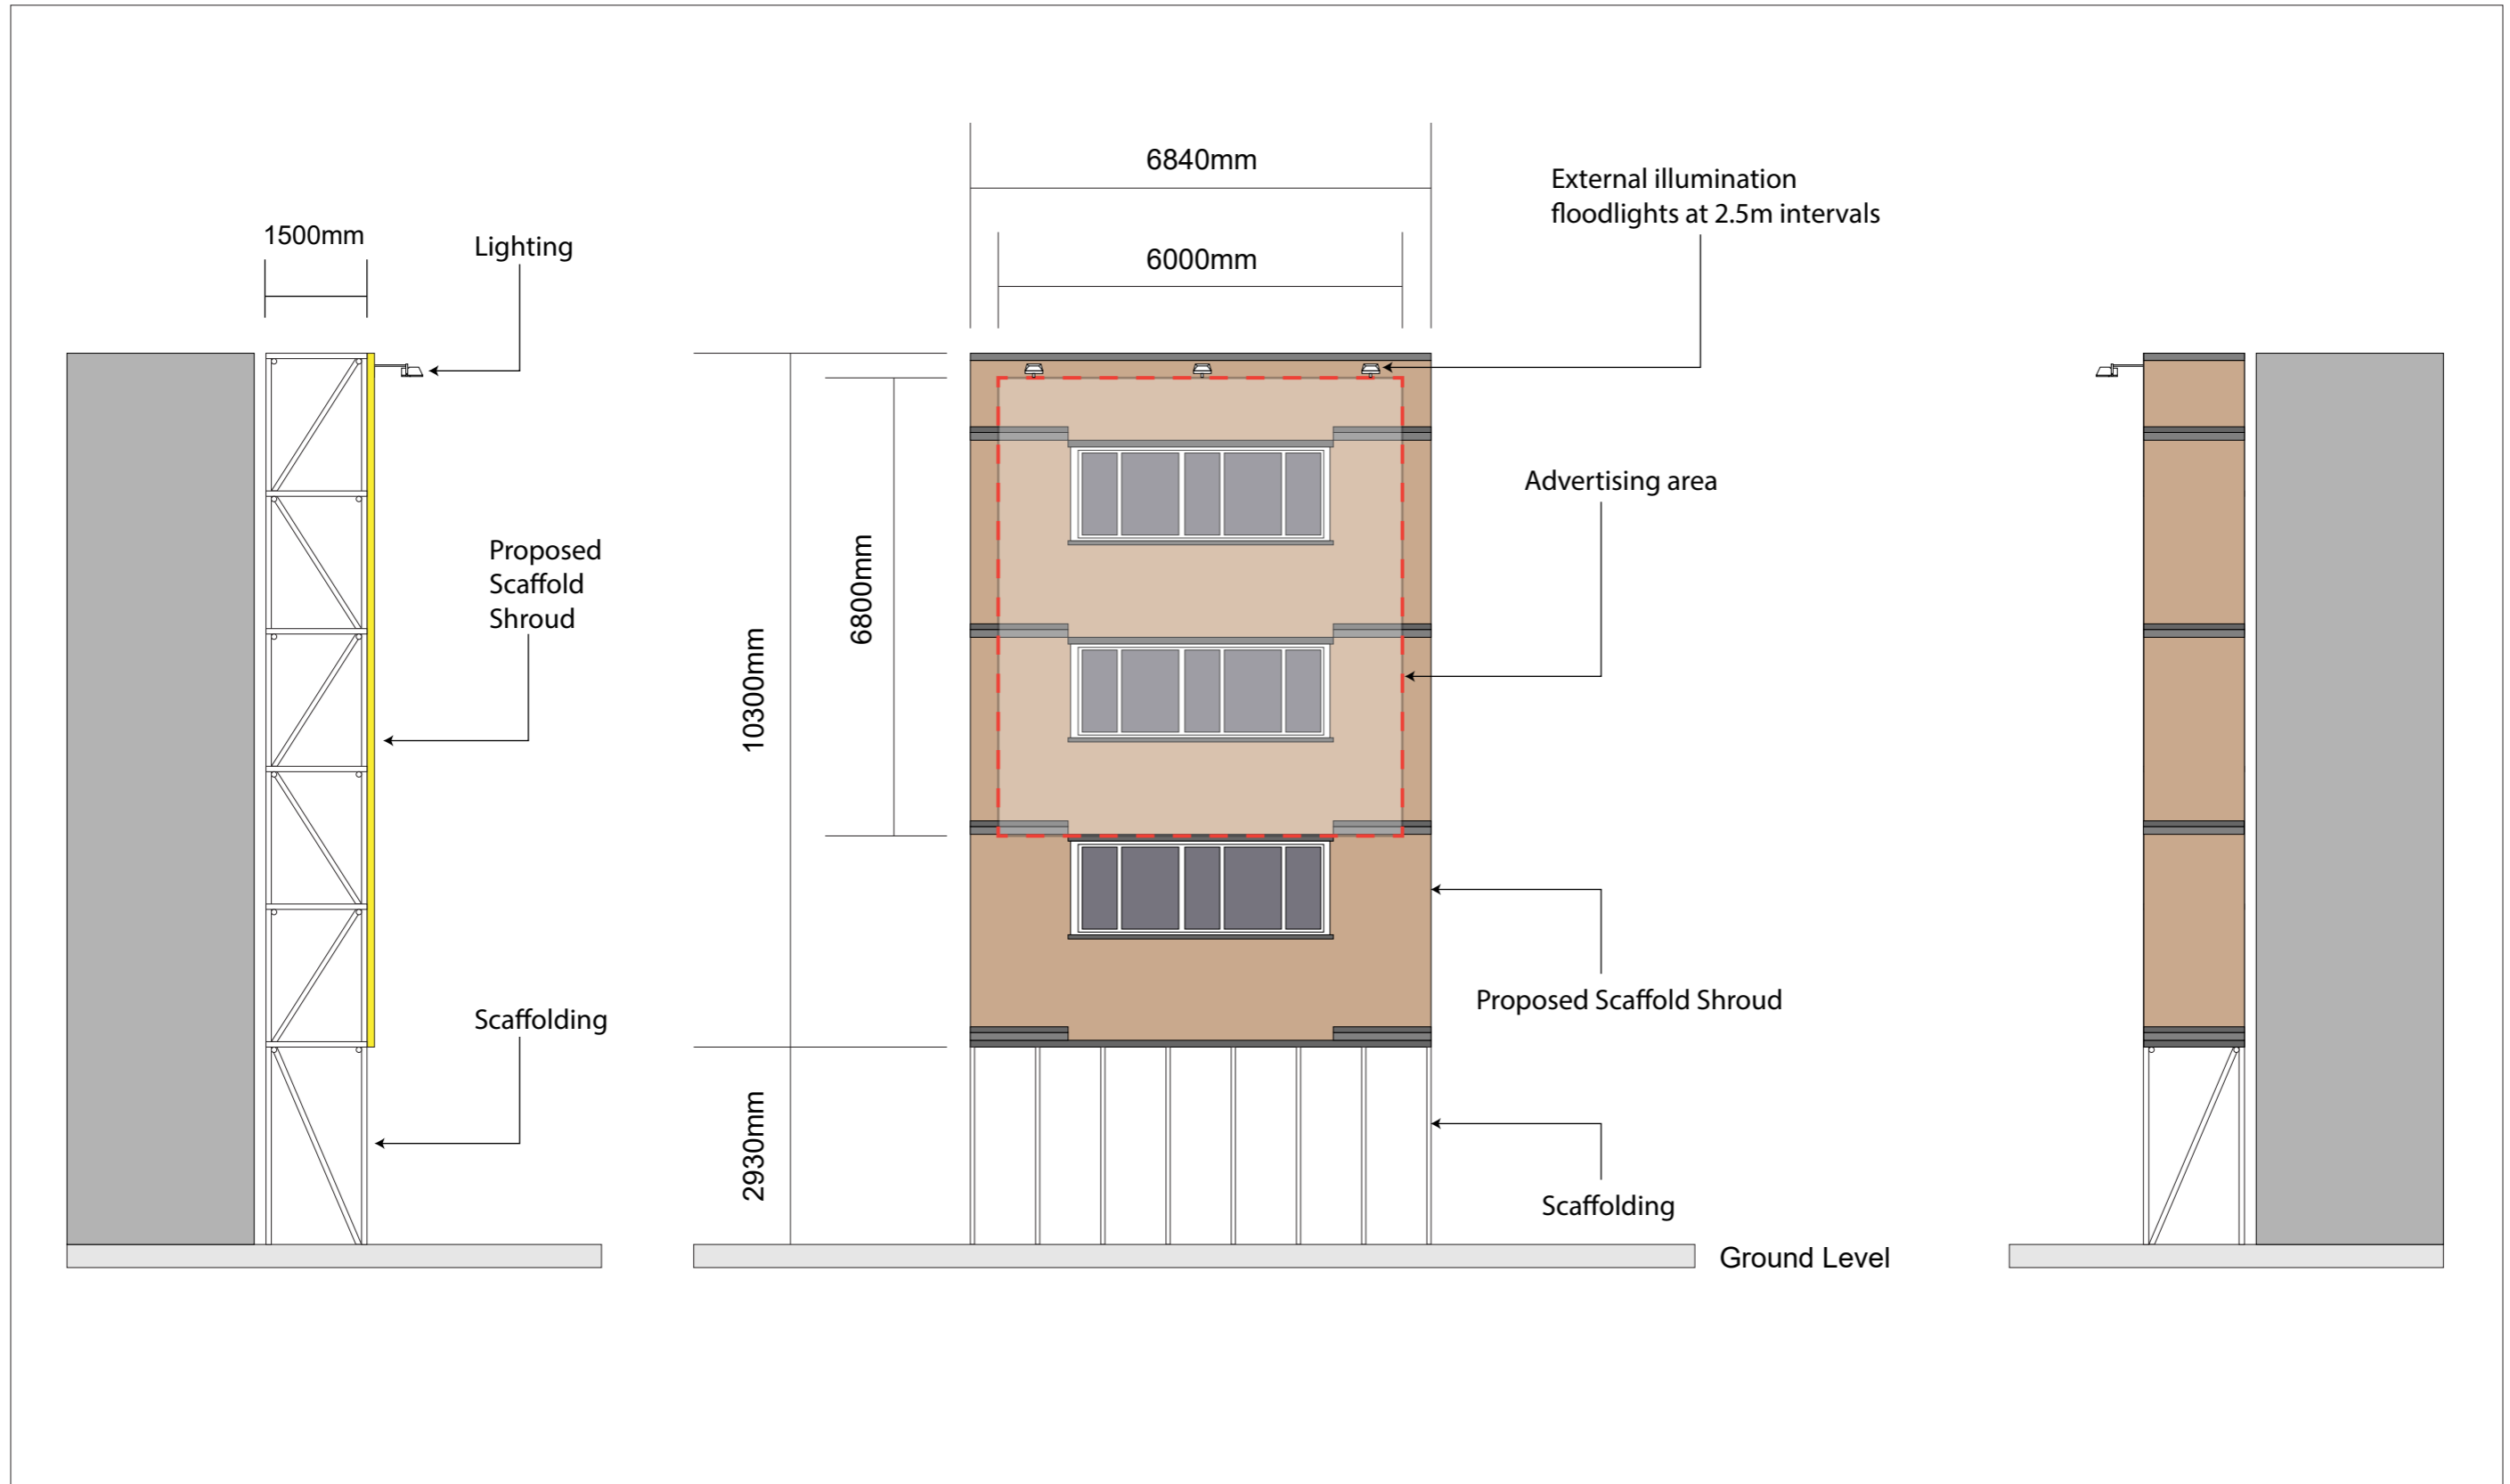 6840mm
External illumination
floodlights at 2.5m intervals
1500mm
Lighting
6000mm
Advertising area
Proposed
Scaffold
Shroud
6800mm
10300mm
Proposed Scaffold Shroud
Scaffolding
2930mm
Scaffolding
Ground Level